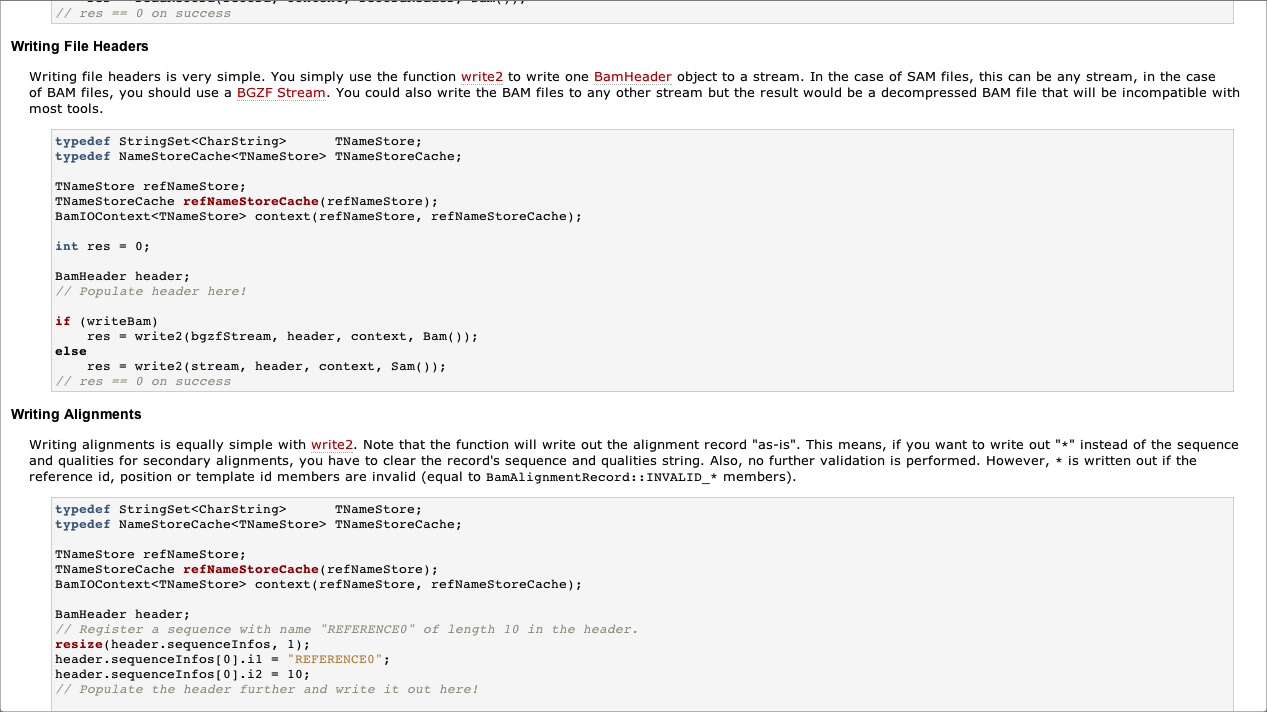 // res == 0 on success
Writing File Headers
Writing file headers is very simple. You simply use the function write2 to write one BamHeader object to a stream. In the case of SAM files, this can be any stream, in the case
of BAM files, you should use a BGZF Stream. You could also write the BAM files to any other stream but the result would be a decompressed BAM file that will be incompatible with
most tools.
typedef StringSet<CharString>      TNameStore;
typedef NameStoreCache<TNameStore> TNameStoreCache;
TNameStore refNameStore;
TNameStoreCache refNameStoreCache(refNameStore);
BamIOContext<TNameStore> context(refNameStore, refNameStoreCache);
int res = 0;
BamHeader header;
// Populate header here!
if (writeBam)
    res = write2(bgzfStream, header, context, Bam());
else
    res = write2(stream, header, context, Sam());
// res == 0 on success
Writing Alignments
Writing alignments is equally simple with write2. Note that the function will write out the alignment record "as-is". This means, if you want to write out "*" instead of the sequence
and qualities for secondary alignments, you have to clear the record's sequence and qualities string. Also, no further validation is performed. However, * is written out if the
reference id, position or template id members are invalid (equal to BamAlignmentRecord::INVALID_* members).
typedef StringSet<CharString>      TNameStore;
typedef NameStoreCache<TNameStore> TNameStoreCache;
TNameStore refNameStore;
TNameStoreCache refNameStoreCache(refNameStore);
BamIOContext<TNameStore> context(refNameStore, refNameStoreCache);
BamHeader header;
// Register a sequence with name "REFERENCE0" of length 10 in the header.
resize(header.sequenceInfos, 1);
header.sequenceInfos[0].i1 = "REFERENCE0";
header.sequenceInfos[0].i2 = 10;
// Populate the header further and write it out here!